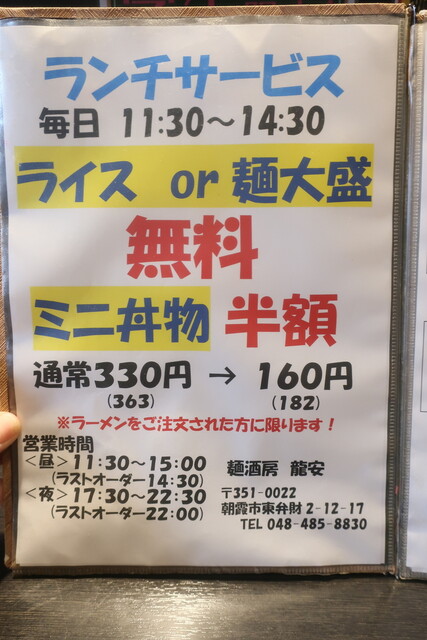 ランチサービス
毎日 11:30～14:30
ライス or 麺大盛
無料
ミニ丼物 半額
通常330円 → 160円
(363) (182)
※ラーメンをご注文された方に限ります！
営業時間
＜昼＞11:30～15:00
(ラストオーダー14:30)
＜夜＞17:30～22:30
(ラストオーダー22:00)
麺酒房 龍安
〒351-0022
朝霞市東弁財2-12-17
TEL 048-485-8830